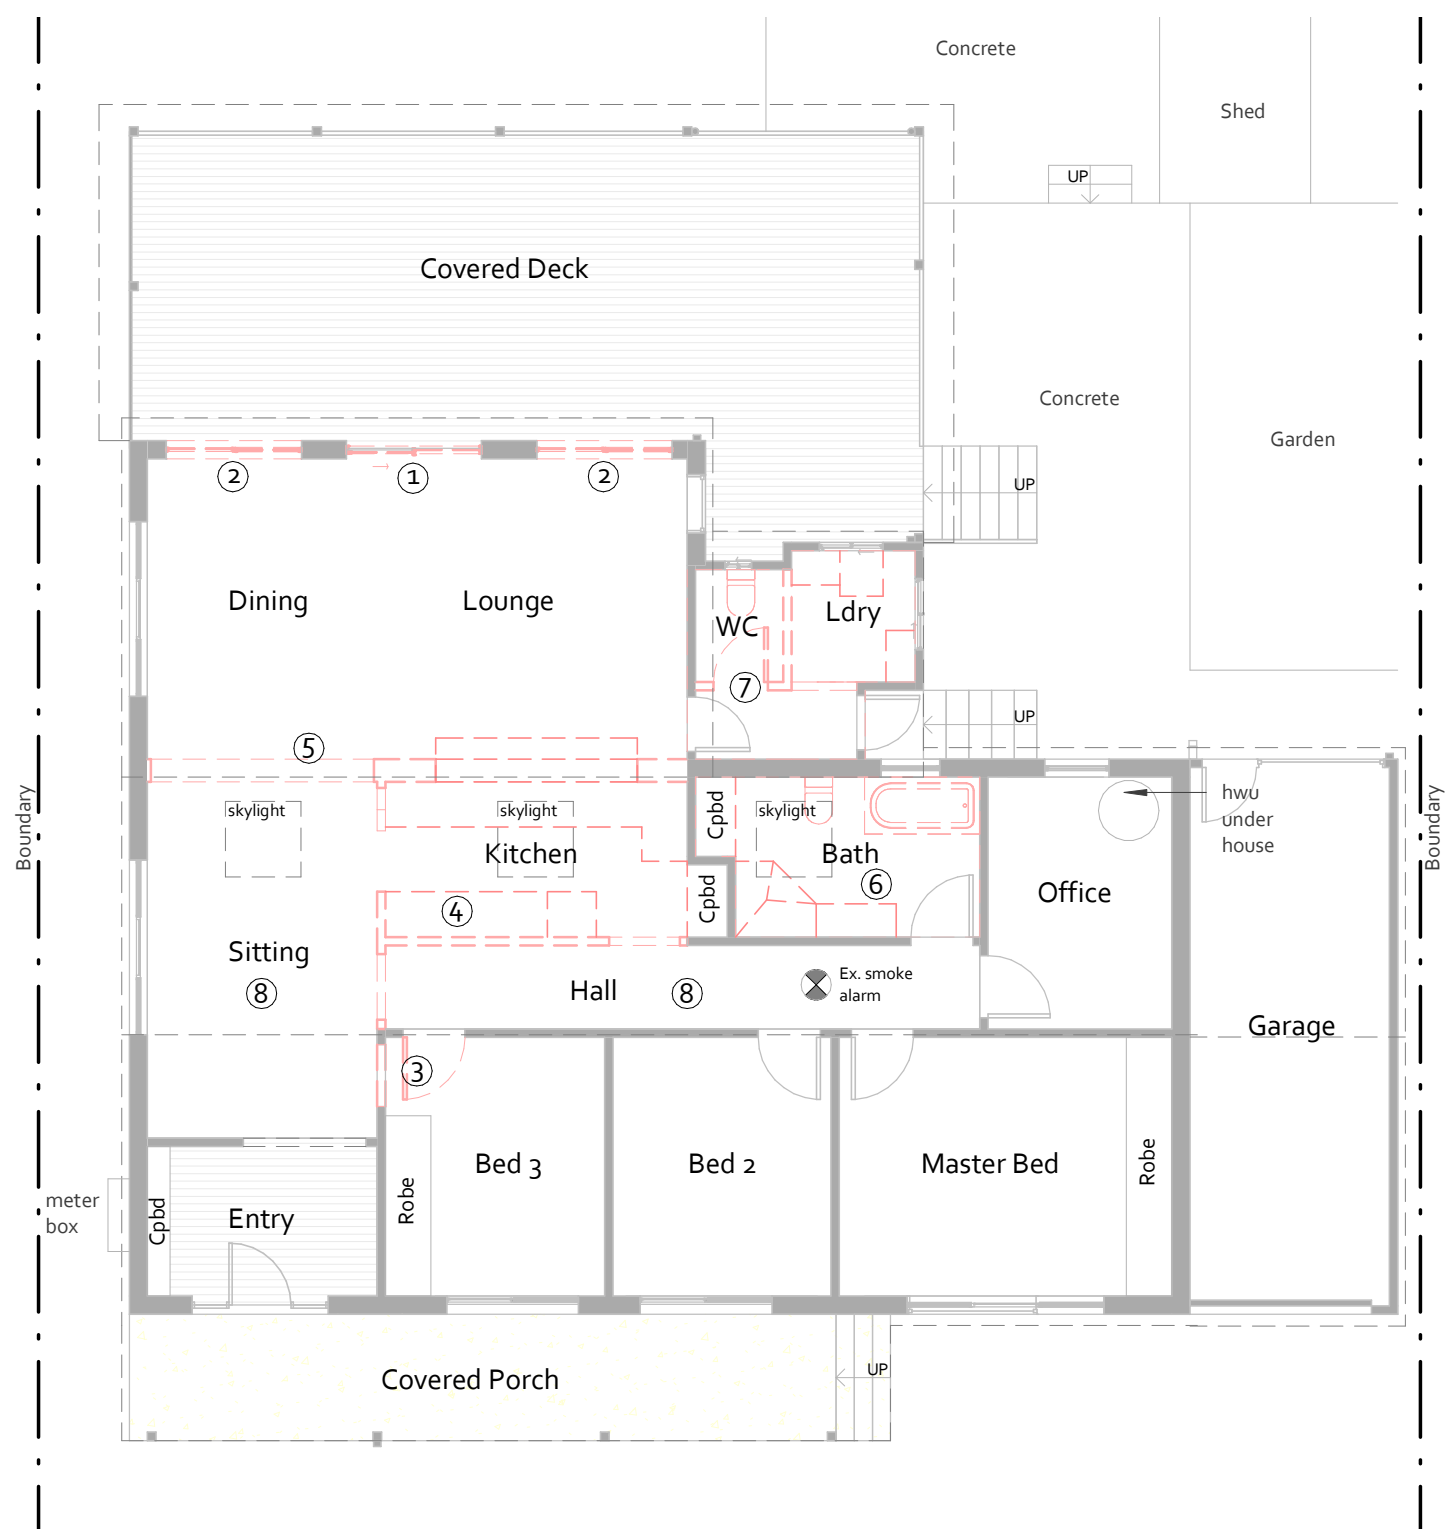 Concrete
Shed
UP
Covered Deck
Concrete
Garden
2
1
2
UP
Dining
Lounge
WC
Ldry
7
UP
5
Boundary
skylight
skylight
Cpbd
skylight
hwu
under
house
Boundary
Kitchen
Bath
6
Cpbd
Office
4
Sitting
8
Hall
8
Ex. smoke
alarm
Garage
3
Bed 3
Bed 2
Master Bed
Robe
Robe
meter
box
Cpbd
Entry
UP
Covered Porch